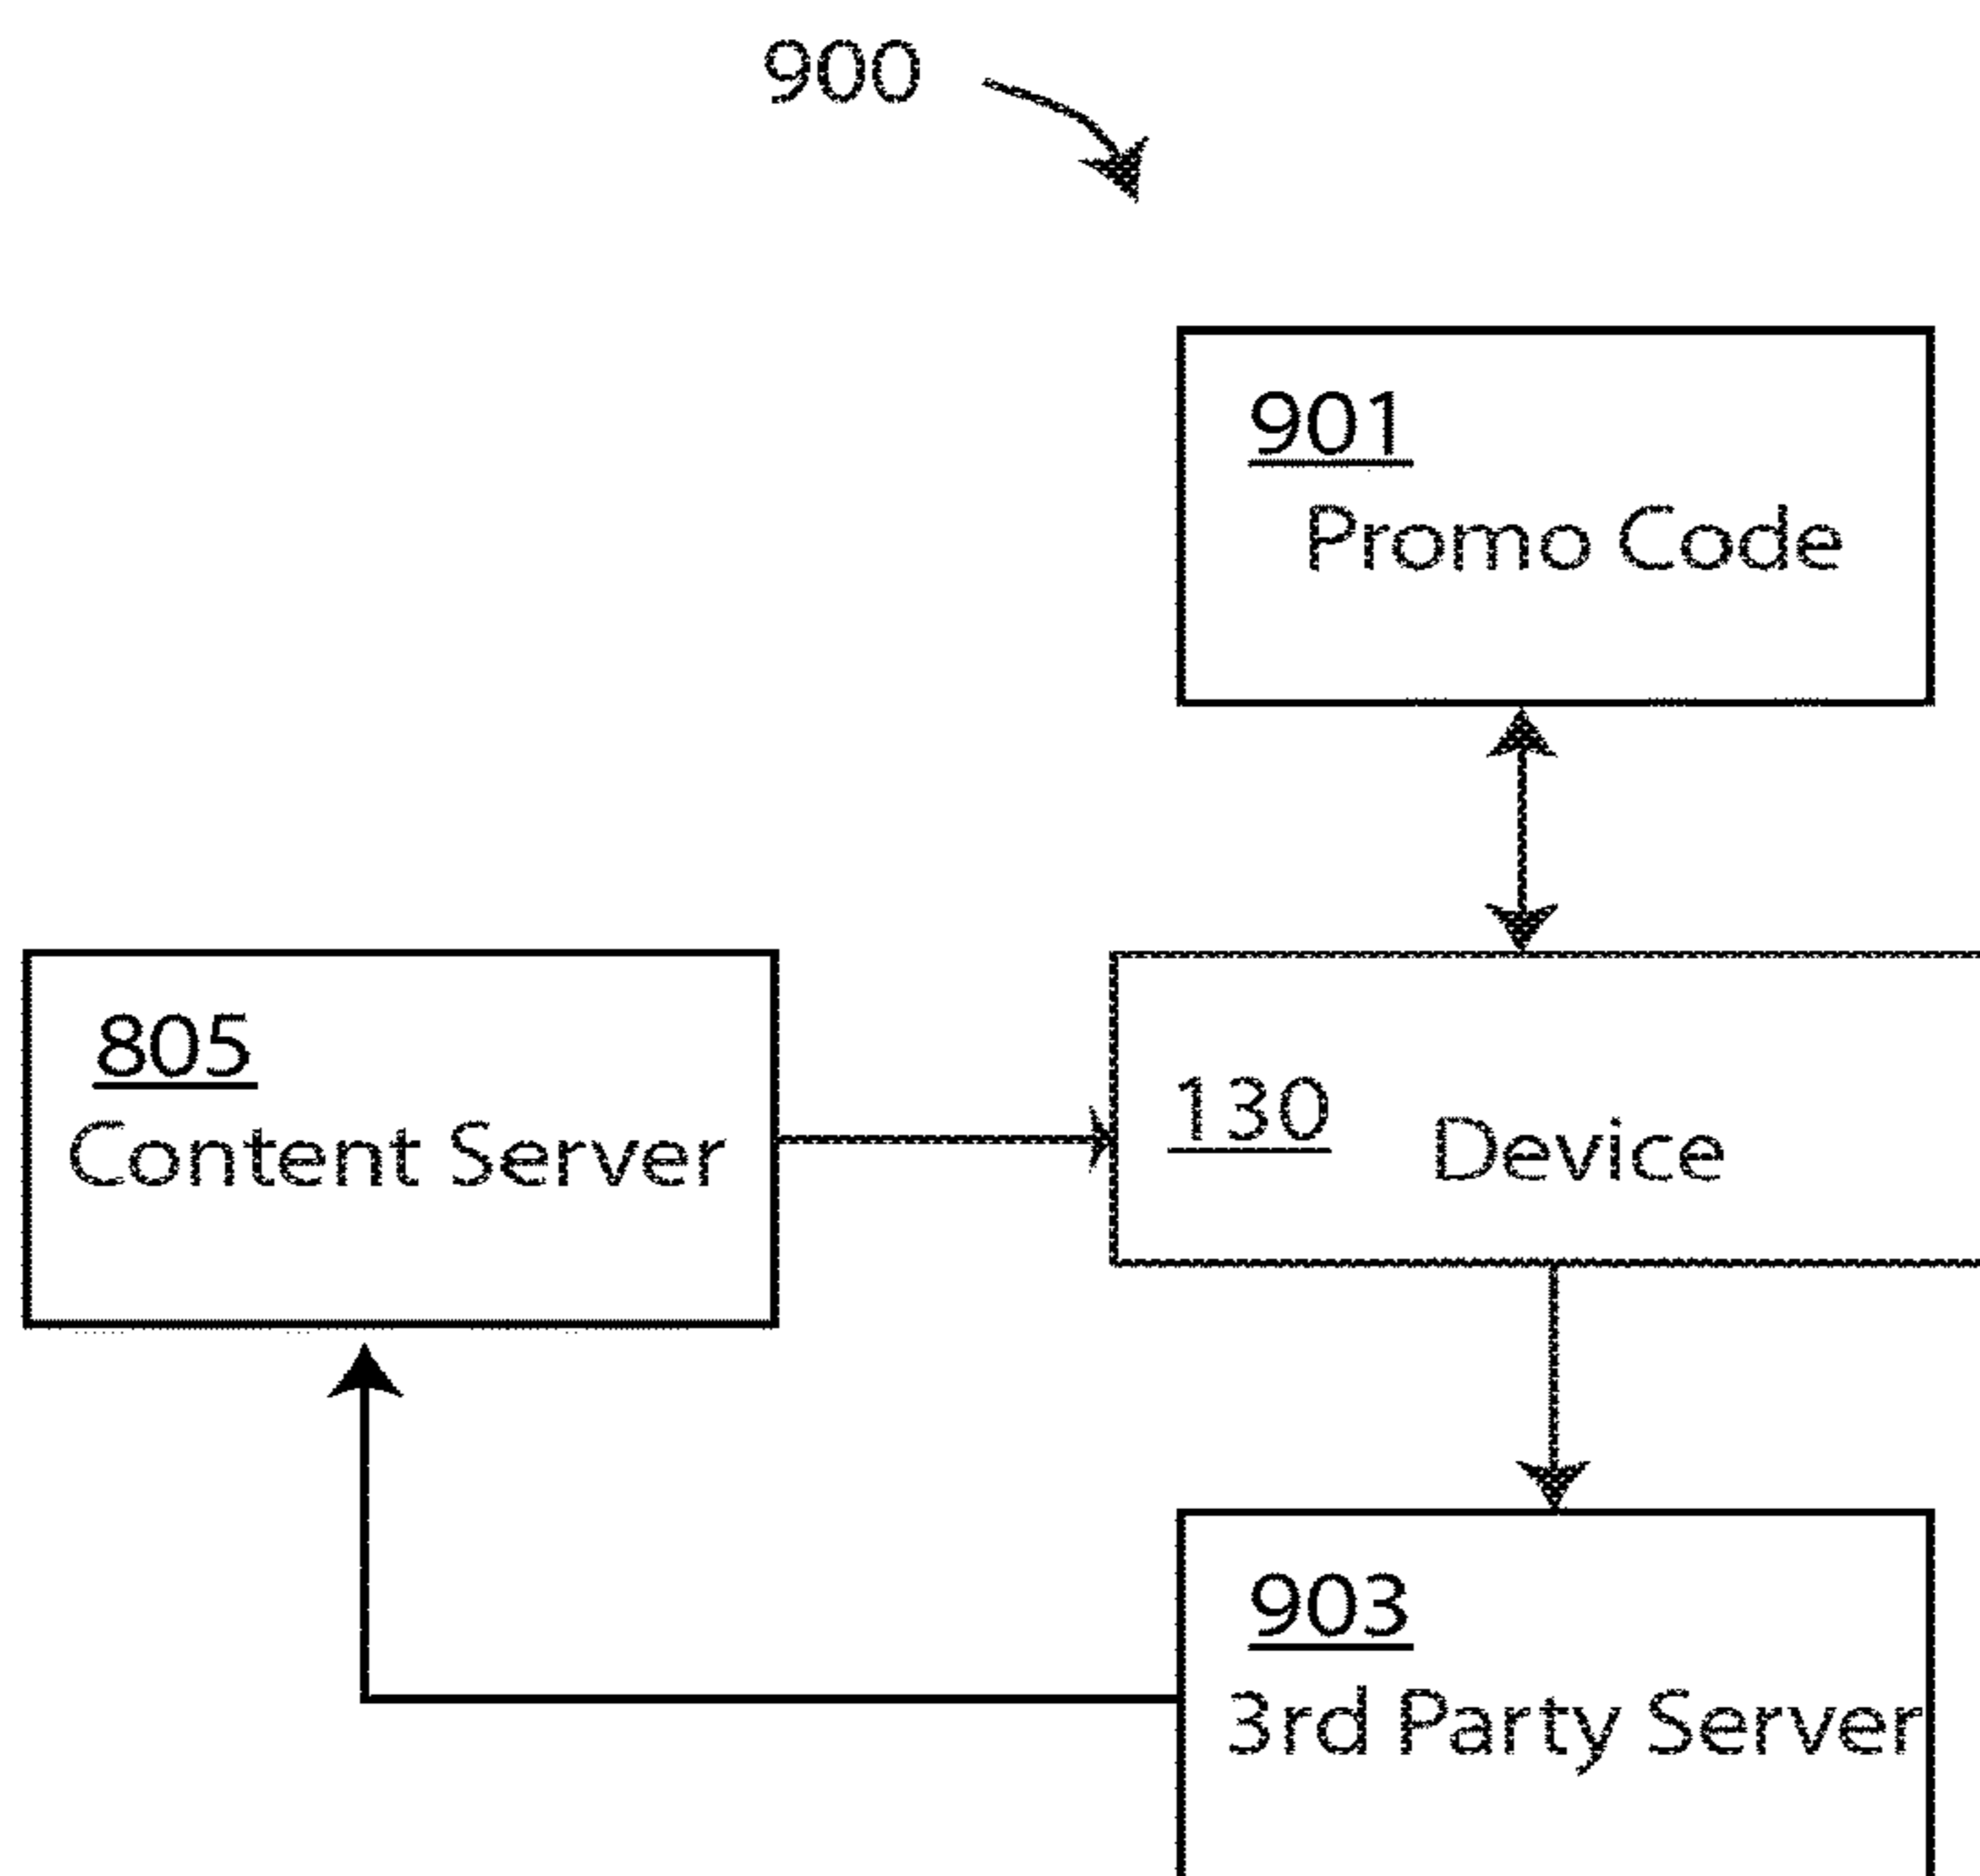 900
901
Promo Code
805
Content Server
130
Device
903
3rd Party Server